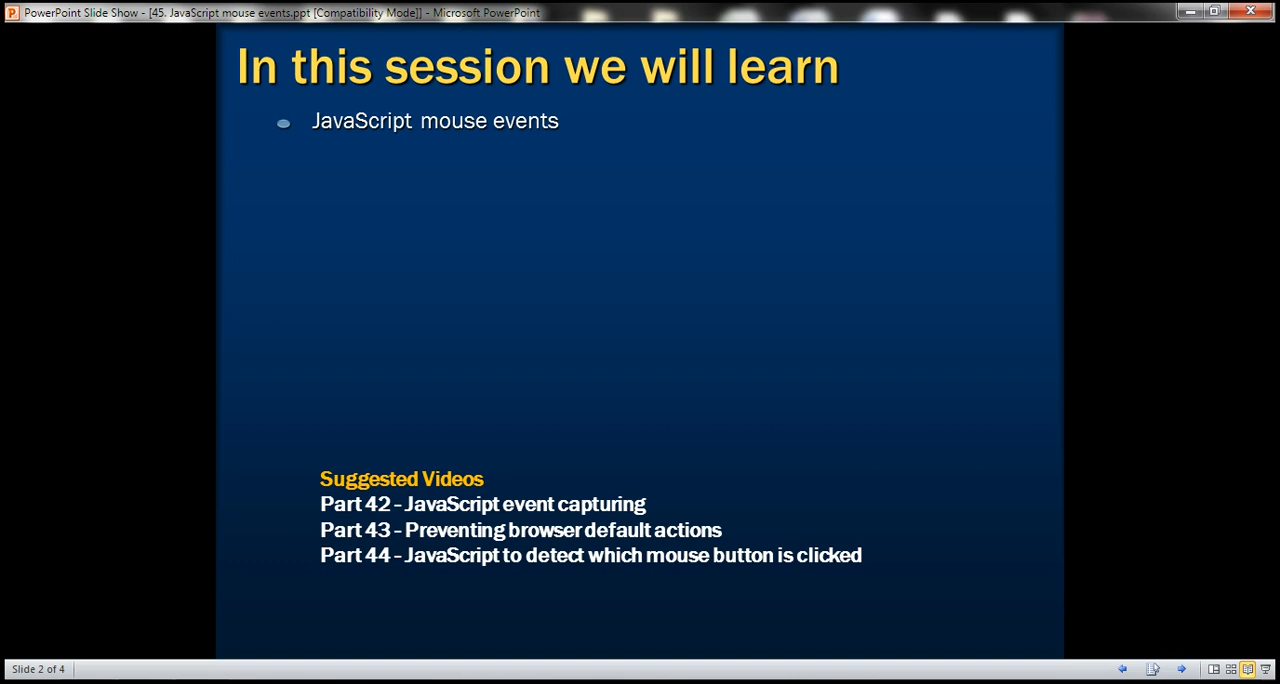 PowerPoint Slide Show - [45. JavaScript mouse events.ppt [Compatibility Mode]] - Microsoft PowerPoint
In this session we will learn
JavaScript mouse events
Suggested Videos
Part 42 - JavaScript event capturing
Part 43 - Preventing browser default actions
Part 44 - JavaScript to detect which mouse button is clicked
Slide 2 of 4